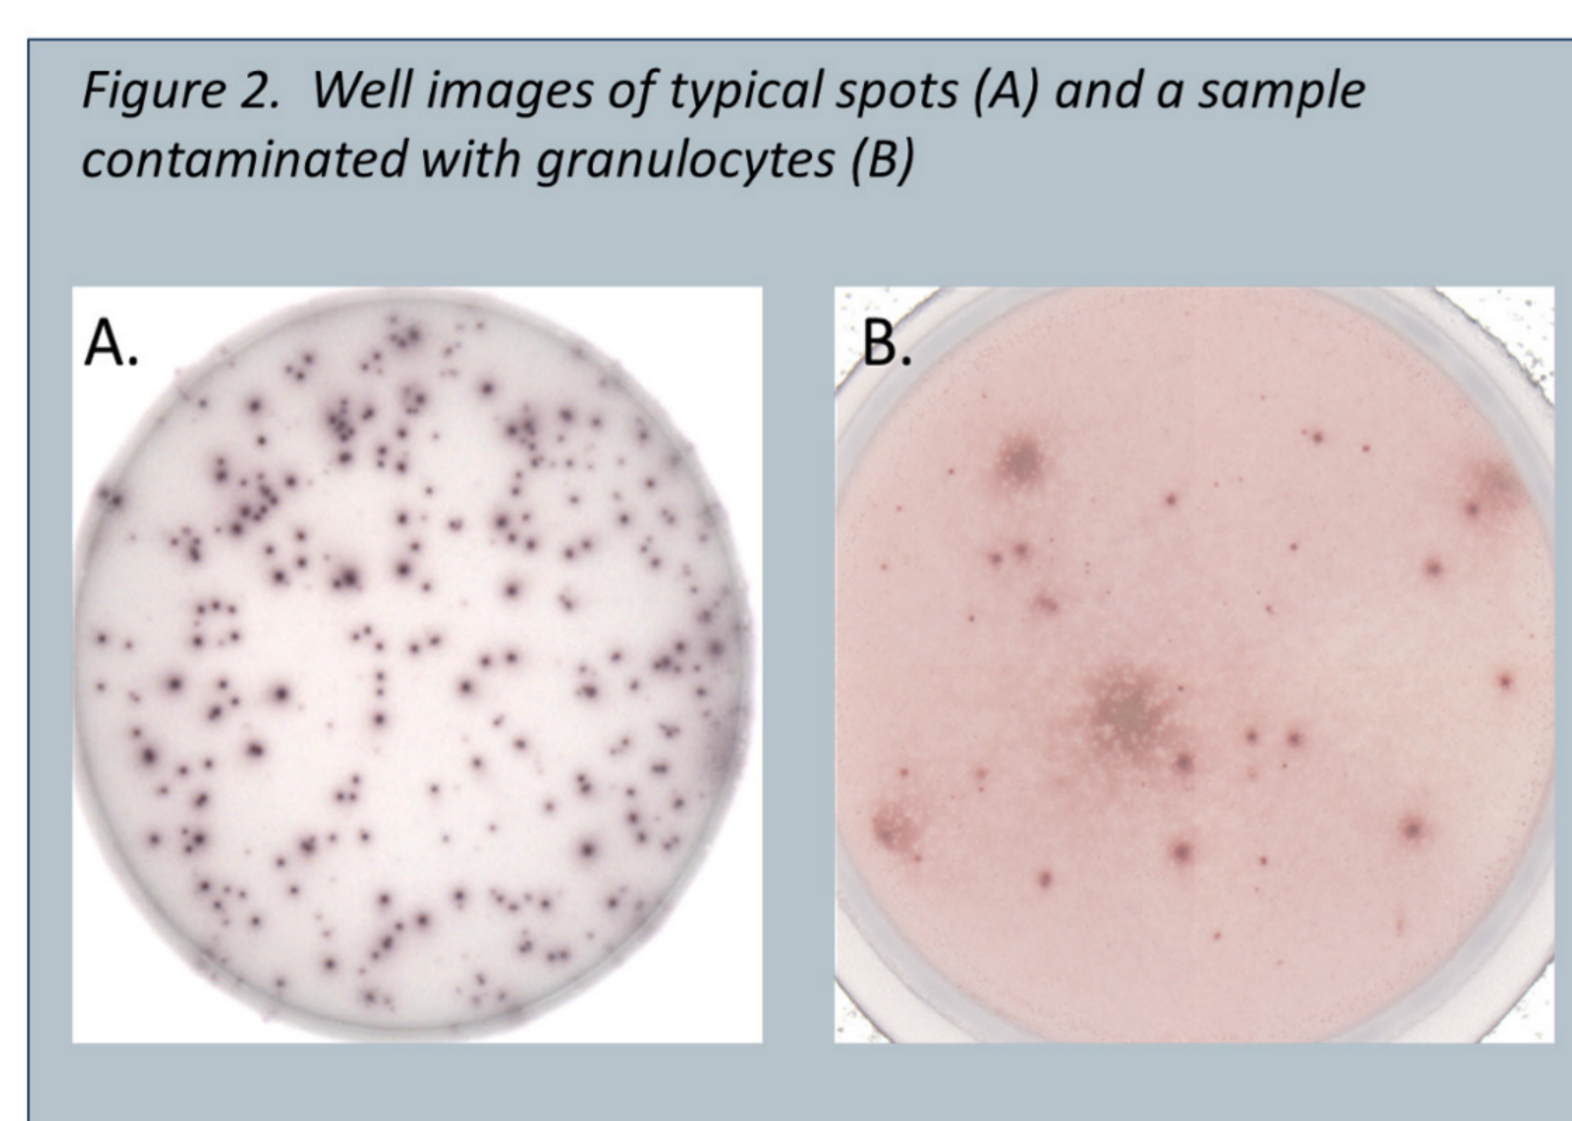 Figure 2.  Well images of typical spots (A) and a sample
contaminated with granulocytes (B)
A.
B.